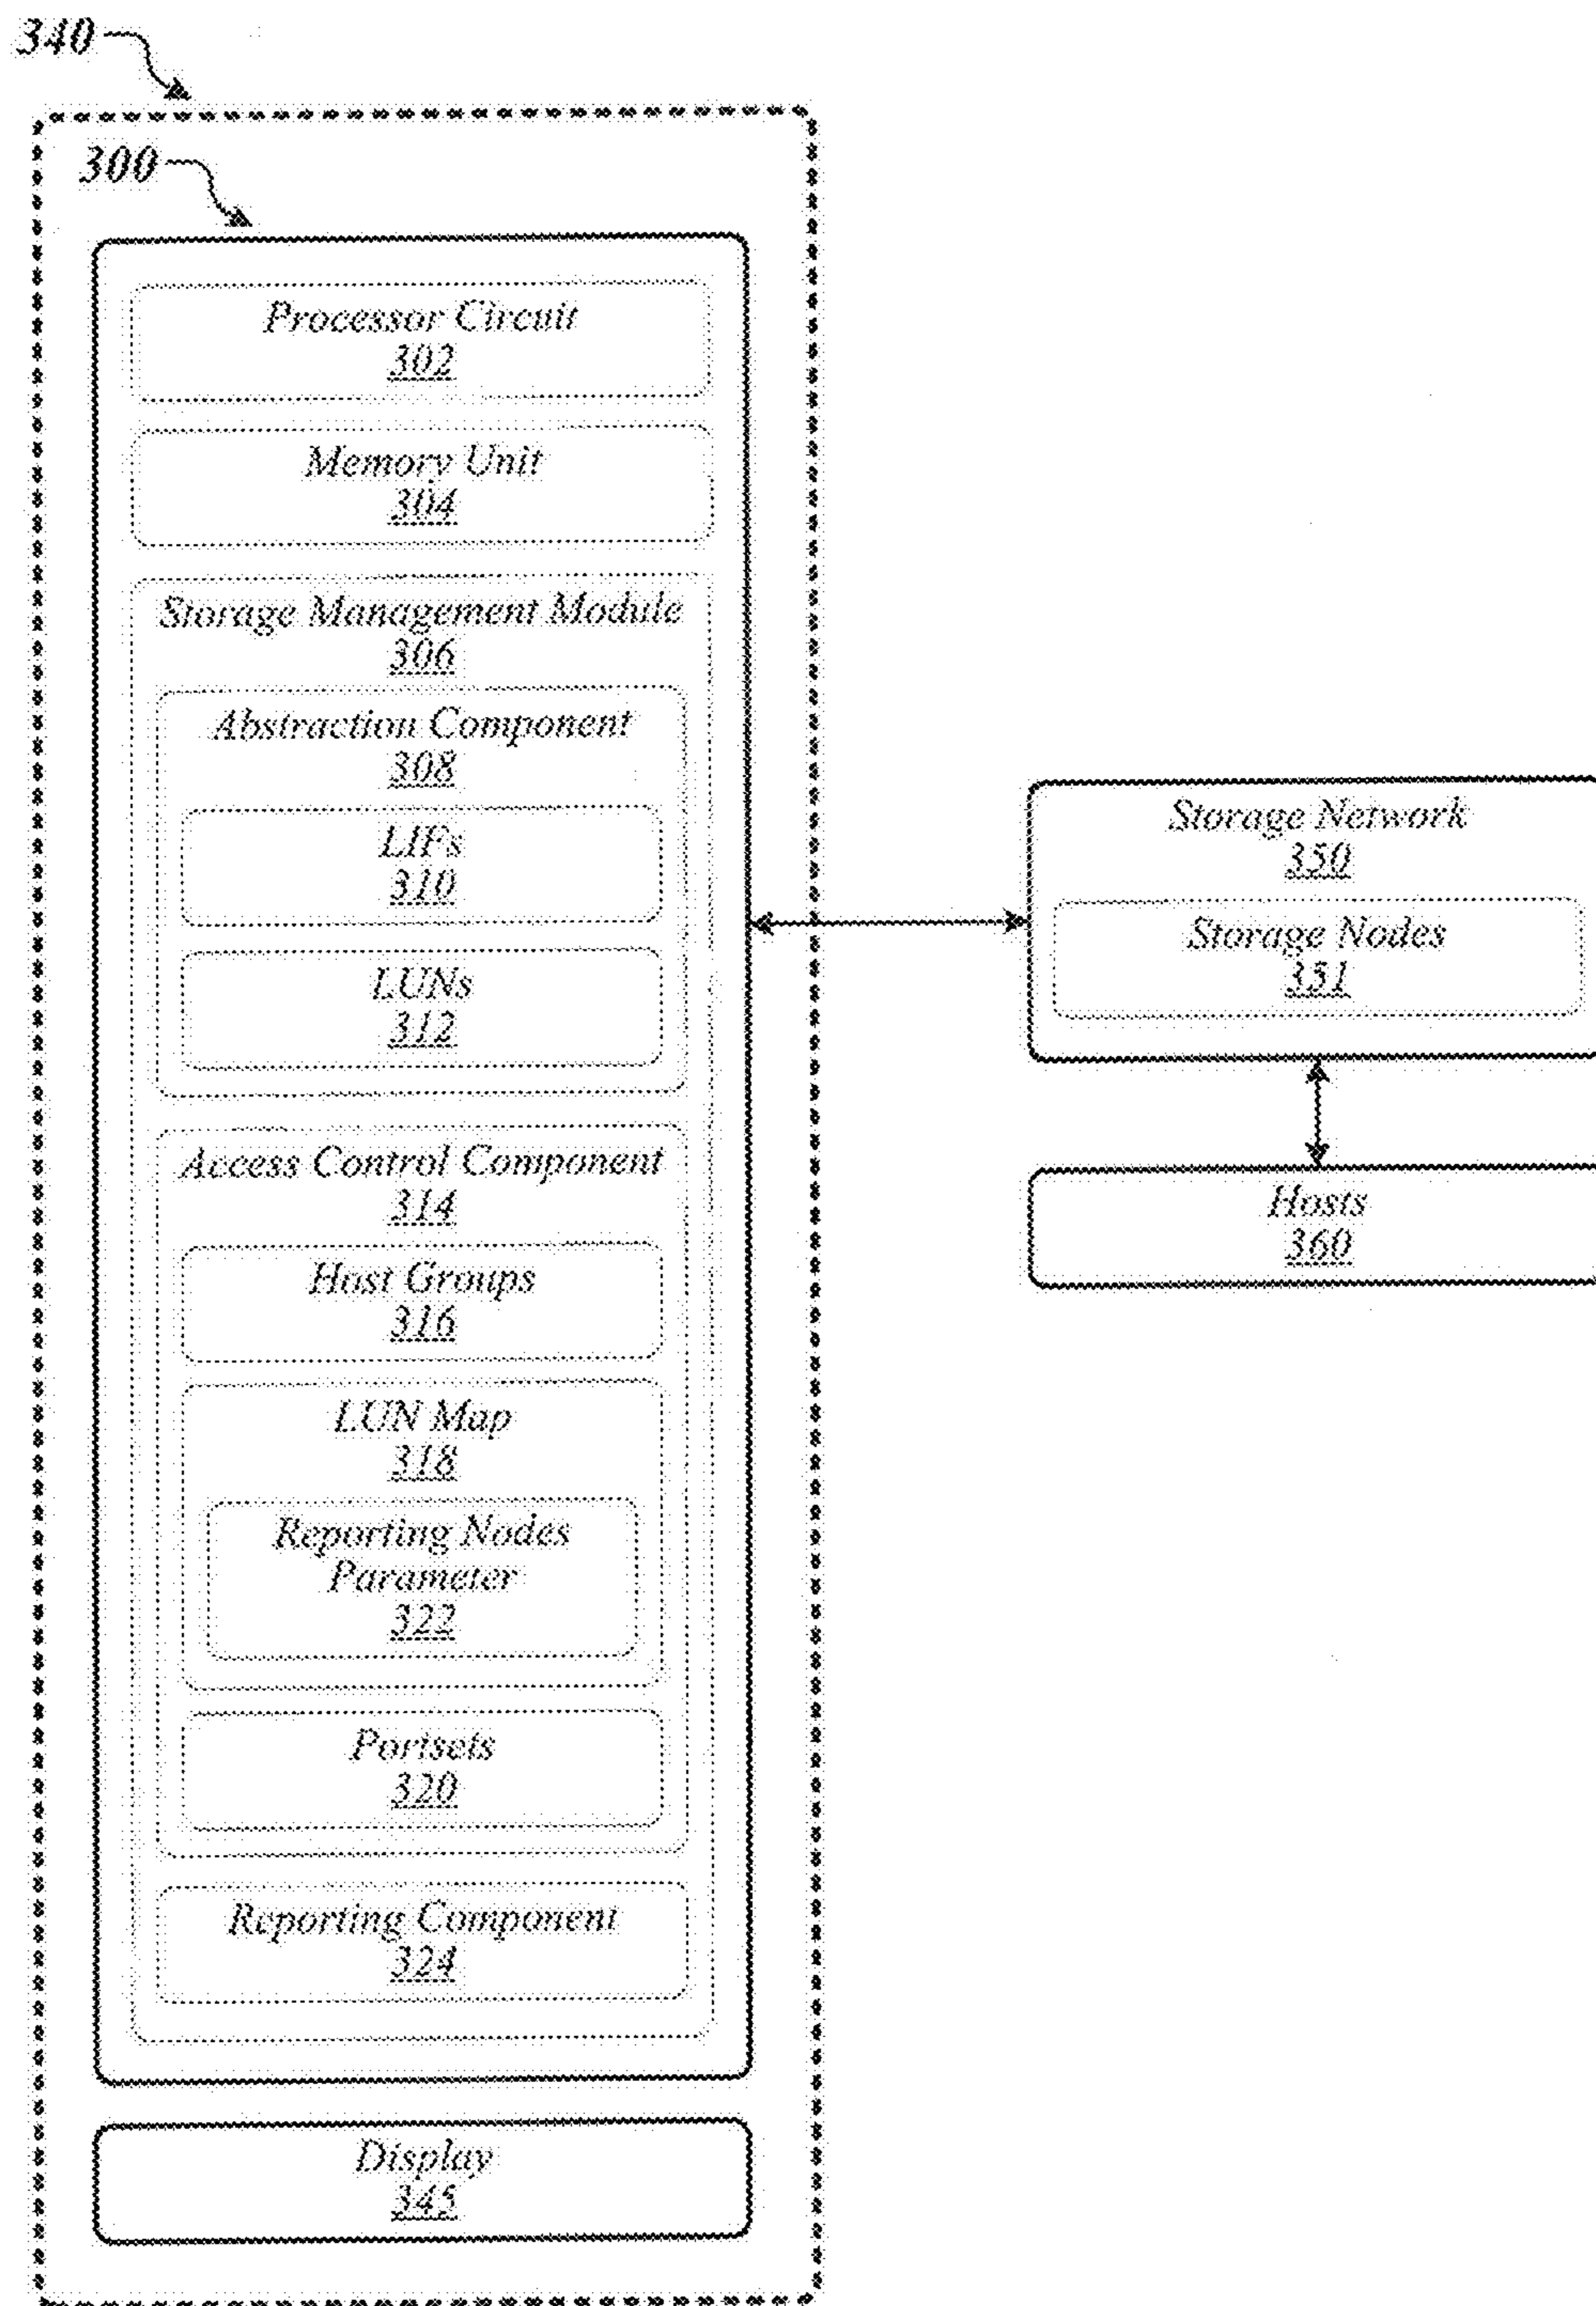 340
300
Processor Circuit
302
Memory Unit
304
Storage Management Module
306
Abstraction Component
308
LIFs
310
LUNs
312
Access Control Component
314
Host Groups
316
LUN Map
318
Reporting Nodes
Parameter
322
Portsets
320
Reporting Component
324
Display
345
Storage Network
350
Storage Nodes
351
Hosts
360